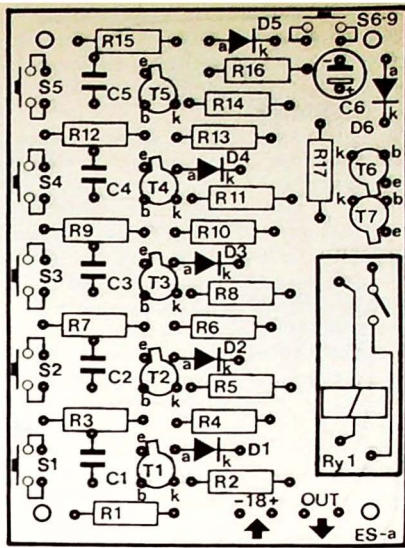 D5 S6-9
R15 a k - a
e R16 +
S5 C5 T5 C6 k
b k R14 D6
R12 R13 R17
e D4 k b
S4 C4 T4 a k T6
b k R11 k b
R9 R10 T7
e D3 e
S3 C3 T3 a k
b k R8
R7 R6
e D2
S2 C2 T2 a k
b k R5
R3 R4
e D1
S1 C1 T1 a k Ry1
b k R2
R1 -18+ OUT
ES-a